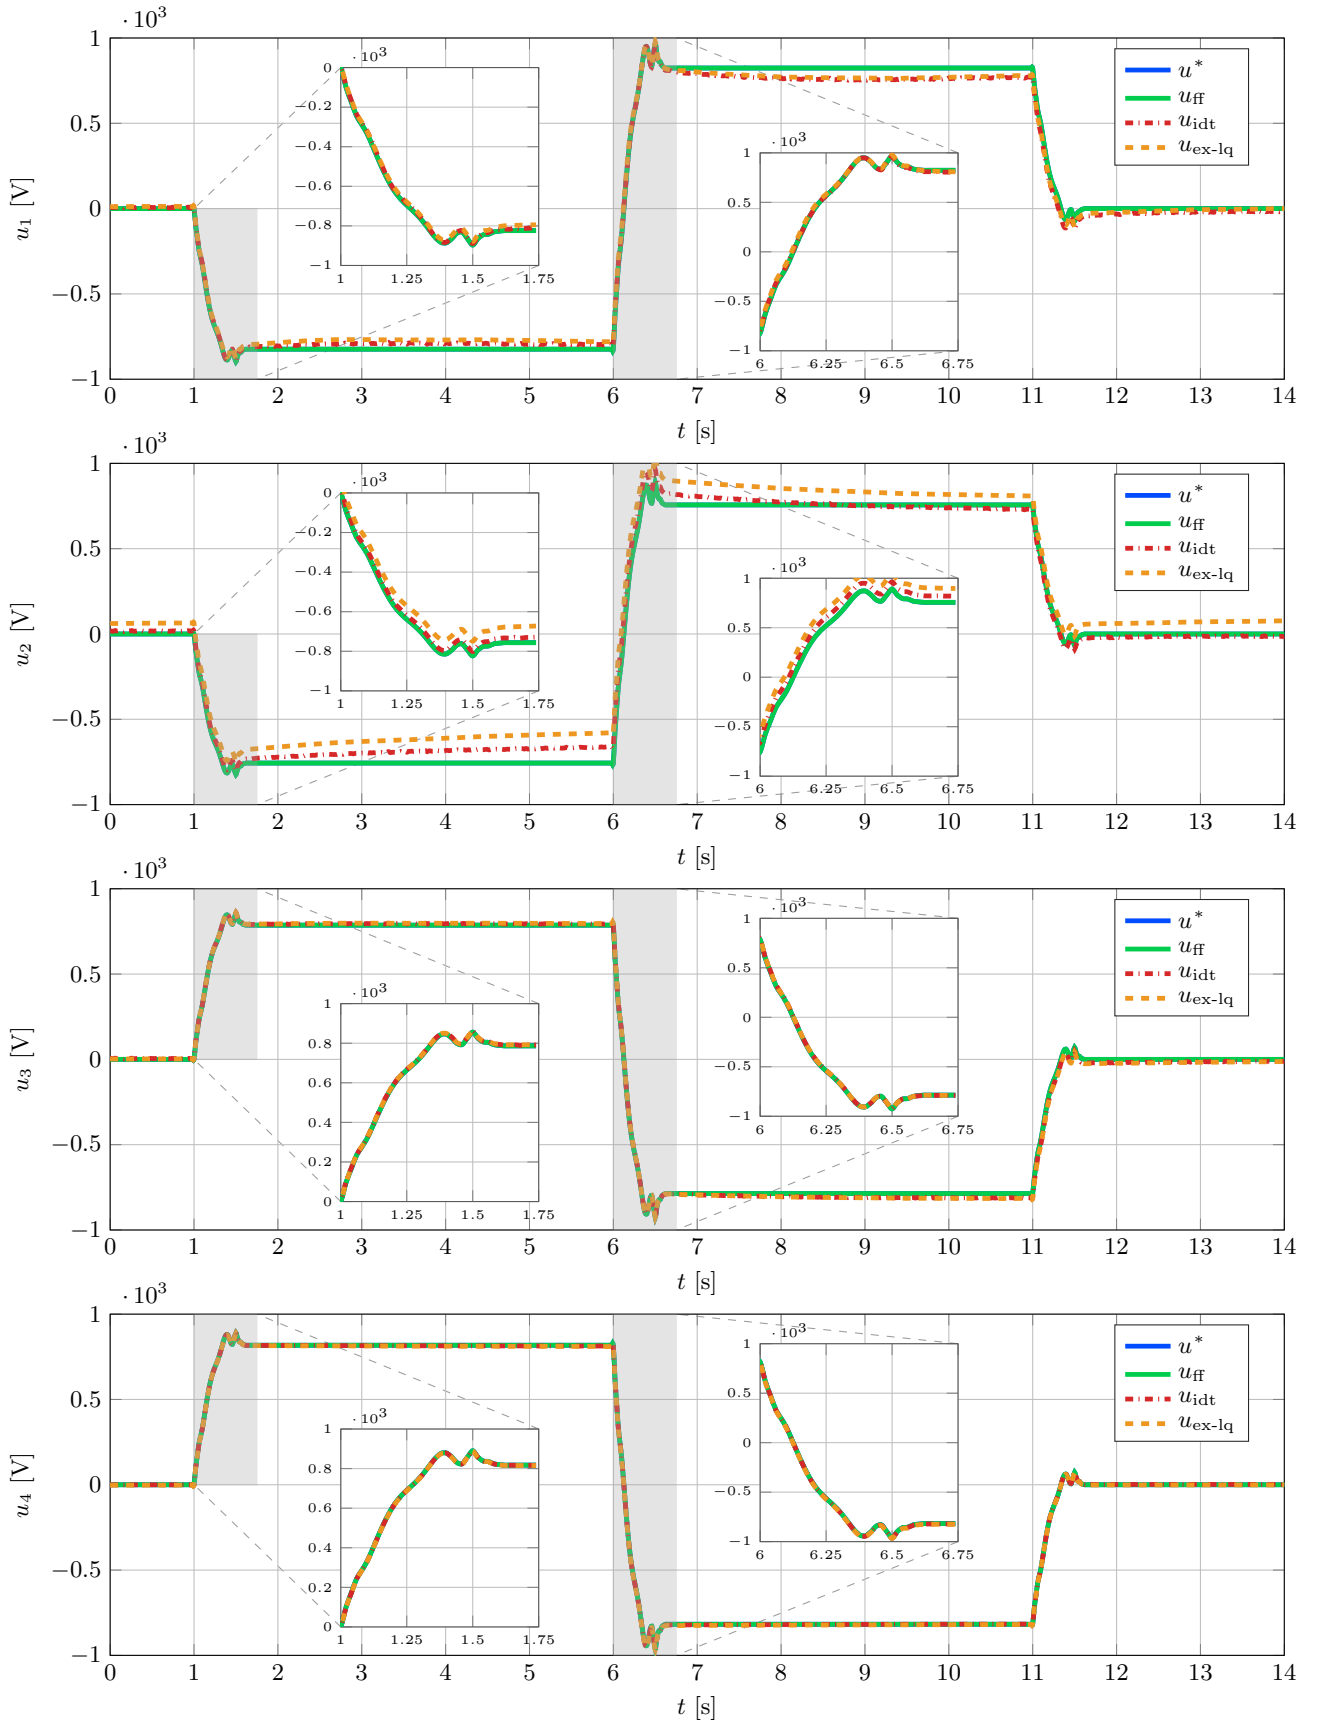 · 10³
1
0.5
0
−0.5
−1
u₁ [V]
0 1 2 3 4 5 6 7 8 9 10 11 12 13 14
t [s]
· 10³
0
−0.2
−0.4
−0.6
−0.8
−1
1 1.25 1.5 1.75
· 10³
1
0.5
0
−0.5
−1
6 6.25 6.5 6.75
u*
u_ff
u_idt
u_ex-lq
· 10³
1
0.5
0
−0.5
−1
u₂ [V]
0 1 2 3 4 5 6 7 8 9 10 11 12 13 14
t [s]
· 10³
0
−0.2
−0.4
−0.6
−0.8
−1
1 1.25 1.5 1.75
· 10³
1
0.5
0
−0.5
−1
6 6.25 6.5 6.75
u*
u_ff
u_idt
u_ex-lq
· 10³
1
0.5
0
−0.5
−1
u₃ [V]
0 1 2 3 4 5 6 7 8 9 10 11 12 13 14
t [s]
· 10³
1
0.8
0.6
0.4
0.2
0
1 1.25 1.5 1.75
· 10³
1
0.5
0
−0.5
−1
6 6.25 6.5 6.75
u*
u_ff
u_idt
u_ex-lq
· 10³
1
0.5
0
−0.5
−1
u₄ [V]
0 1 2 3 4 5 6 7 8 9 10 11 12 13 14
t [s]
· 10³
1
0.8
0.6
0.4
0.2
0
1 1.25 1.5 1.75
· 10³
1
0.5
0
−0.5
−1
6 6.25 6.5 6.75
u*
u_ff
u_idt
u_ex-lq